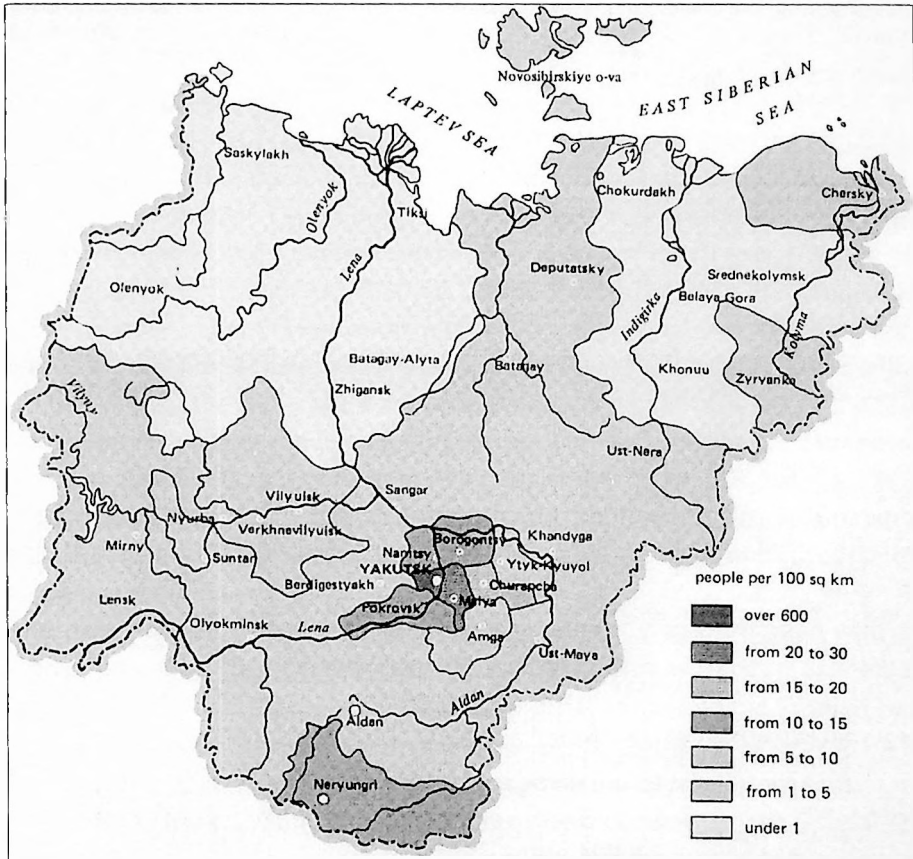 Novosibirskiye o-va
LAPTEV SEA
EAST SIBERIAN
SEA
Saskylakh
Olenyok
Tiksi
Lena
Chokurdakh
Chersky
Olenyok
Deputatsky
Srednekolymsk
Belaya Gora
Indigirka
Kolyma
Batagay-Alyta
Batagay
Khonuu
Zyryanka
Zhigansk
Vilyuy
Ust-Nera
Sangar
Vilyuisk
Nyurba
Verkhnevilyuisk
Borogontsy
Khandyga
Mirny
Suntar
Namtsy
Ytyk-Kyuyol
YAKUTSK
Churapcha
Berdigestyakh
Lensk
Pokrovsk
Maiya
Olyokminsk
Lena
Amga
Ust-Maya
Aldan
Aldan
Neryungri
people per 100 sq km
over 600
from 20 to 30
from 15 to 20
from 10 to 15
from 5 to 10
from 1 to 5
under 1